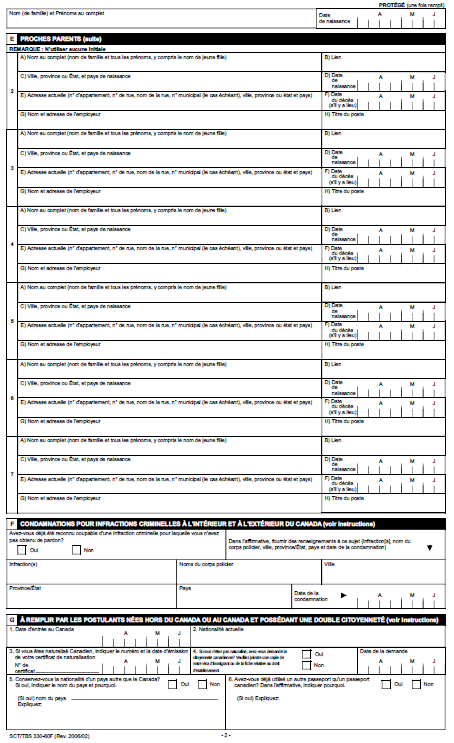 PROTÉGÉ (une fois rempli)
Nom (de famille) et Prénoms au complet
Date de naissance
A M J
E PROCHES PARENTS (suite)
REMARQUE : N'utiliser aucune initiale
2
A) Nom au complet (nom de famille et tous les prénoms, y compris le nom de jeune fille)
B) Lien
C) Ville, province ou État, et pays de naissance
D) Date de naissance
A M J
E) Adresse actuelle (n° d'appartement, n° de rue, nom de la rue, n° municipal (le cas échéant), ville, province ou état et pays)
F) Date du décès (s'il y a lieu)
G) Nom et adresse de l'employeur
H) Titre du poste
3
A) Nom au complet (nom de famille et tous les prénoms, y compris le nom de jeune fille)
B) Lien
C) Ville, province ou État, et pays de naissance
D) Date de naissance
A M J
E) Adresse actuelle (n° d'appartement, n° de rue, nom de la rue, n° municipal (le cas échéant), ville, province ou état et pays)
F) Date du décès (s'il y a lieu)
G) Nom et adresse de l'employeur
H) Titre du poste
4
A) Nom au complet (nom de famille et tous les prénoms, y compris le nom de jeune fille)
B) Lien
C) Ville, province ou État, et pays de naissance
D) Date de naissance
A M J
E) Adresse actuelle (n° d'appartement, n° de rue, nom de la rue, n° municipal (le cas échéant), ville, province ou état et pays)
F) Date du décès (s'il y a lieu)
G) Nom et adresse de l'employeur
H) Titre du poste
5
A) Nom au complet (nom de famille et tous les prénoms, y compris le nom de jeune fille)
B) Lien
C) Ville, province ou État, et pays de naissance
D) Date de naissance
A M J
E) Adresse actuelle (n° d'appartement, n° de rue, nom de la rue, n° municipal (le cas échéant), ville, province ou état et pays)
F) Date du décès (s'il y a lieu)
G) Nom et adresse de l'employeur
H) Titre du poste
6
A) Nom au complet (nom de famille et tous les prénoms, y compris le nom de jeune fille)
B) Lien
C) Ville, province ou État, et pays de naissance
D) Date de naissance
A M J
E) Adresse actuelle (n° d'appartement, n° de rue, nom de la rue, n° municipal (le cas échéant), ville, province ou état et pays)
F) Date du décès (s'il y a lieu)
G) Nom et adresse de l'employeur
H) Titre du poste
7
A) Nom au complet (nom de famille et tous les prénoms, y compris le nom de jeune fille)
B) Lien
C) Ville, province ou État, et pays de naissance
D) Date de naissance
A M J
E) Adresse actuelle (n° d'appartement, n° de rue, nom de la rue, n° municipal (le cas échéant), ville, province ou état et pays)
F) Date du décès (s'il y a lieu)
G) Nom et adresse de l'employeur
H) Titre du poste
F CONDAMNATIONS POUR INFRACTIONS CRIMINELLES À L'INTÉRIEUR ET À L'EXTÉRIEUR DU CANADA (voir instructions)
Avez-vous déjà été reconnu coupable d'une infraction criminelle pour laquelle vous n'avez
pas obtenu de pardon?
Oui Non
Dans l'affirmative, fournir des renseignements à ce sujet (infraction[s], nom du
corps policier, ville, province/État, pays et date de la condamnation)
Infraction(s)
Noms du corps policier
Ville
Province/État
Pays
Date de la condamnation
A M J
G À REMPLIR PAR LES POSTULANTS NÉES HORS DU CANADA OU AU CANADA ET POSSÉDANT UNE DOUBLE CITOYENNETÉ (voir instructions)
1. Date d'entrée au Canada
A M J
2. Nationalité actuelle
3. Si vous êtes naturalisé Canadien, indiquer le numéro et la date d'émission
de votre certificat de naturalisation
N° de certificat
A M J
4. Si vous n'êtes pas naturalisé, avez-vous demandé la
citoyenneté canadienne? Veuillez joindre une copie de
votre visa d'immigrant ou de la fiche relative au droit
d'établissement
Oui
Non
Date de la demande
A M J
5. Conservez-vous la nationalité d'un pays autre que le Canada?
Si oui, indiquer le nom du pays et pourquoi.
Oui Non
(Si oui) nom du pays
Expliquez:
6. Avez-vous déjà utilisé un autre passeport qu'un passeport
canadien? Dans l'affirmative, indiquer pourquoi.
Oui Non
(Si oui) Expliquez:
SCT/TBS 330-60F (Rev. 2006/02)
- 2 -